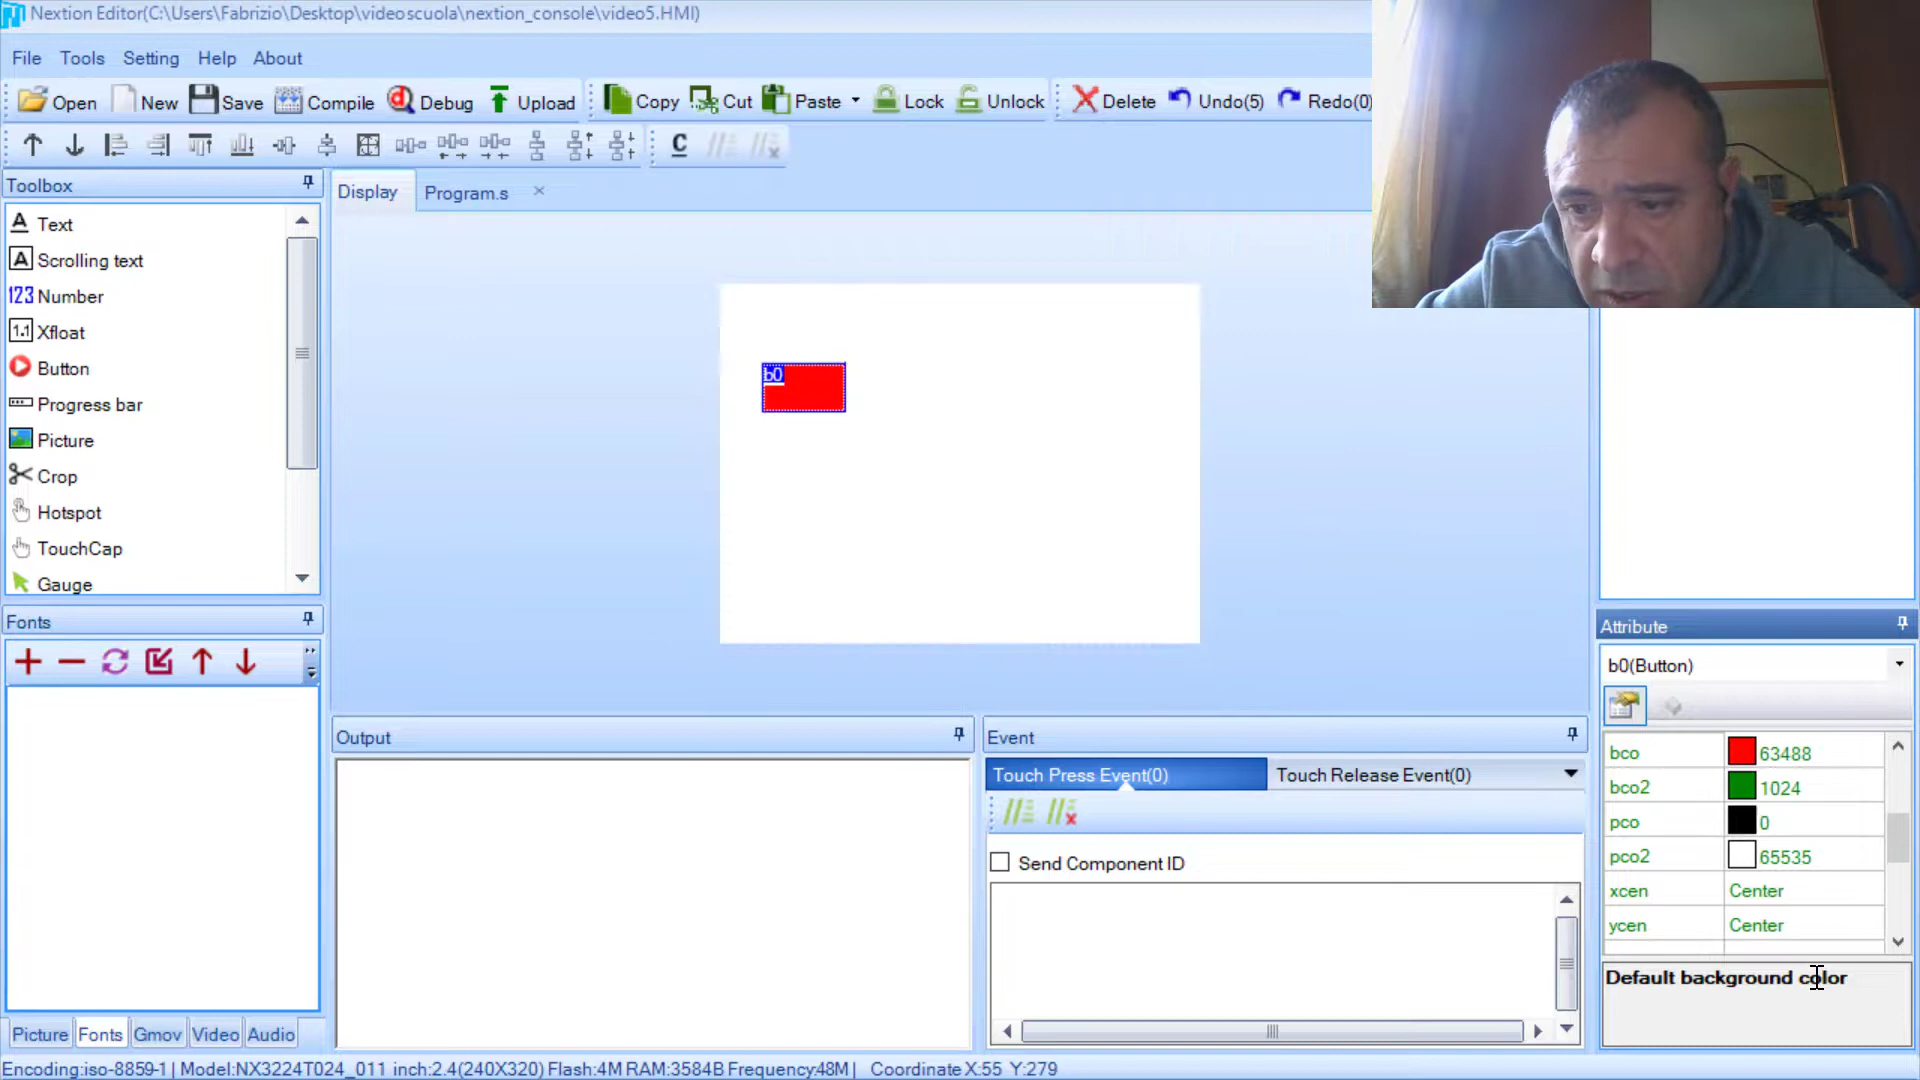 Nextion Editor(C:\Users\Fabrizio\Desktop\videoscuola\nextion_console\video5.HMI)
File Tools Setting Help About
Open New Save Compile Debug Upload Copy Cut Paste Lock Unlock Delete Undo(5) Redo(0)
Toolbox
Display Program.s
A Text
A Scrolling text
123 Number
1.1 Xfloat
Button
Progress bar
Picture
Crop
Hotspot
TouchCap
Gauge
b0
Fonts
Picture Fonts Gmov Video Audio
Output
Event
Touch Press Event(0) Touch Release Event(0)
Send Component ID
Attribute
b0(Button)
bco 63488
bco2 1024
pco 0
pco2 65535
xcen Center
ycen Center
Default background color
Encoding:iso-8859-1 | Model:NX3224T024_011 inch:2.4(240X320) Flash:4M RAM:3584B Frequency:48M | Coordinate X:55 Y:279